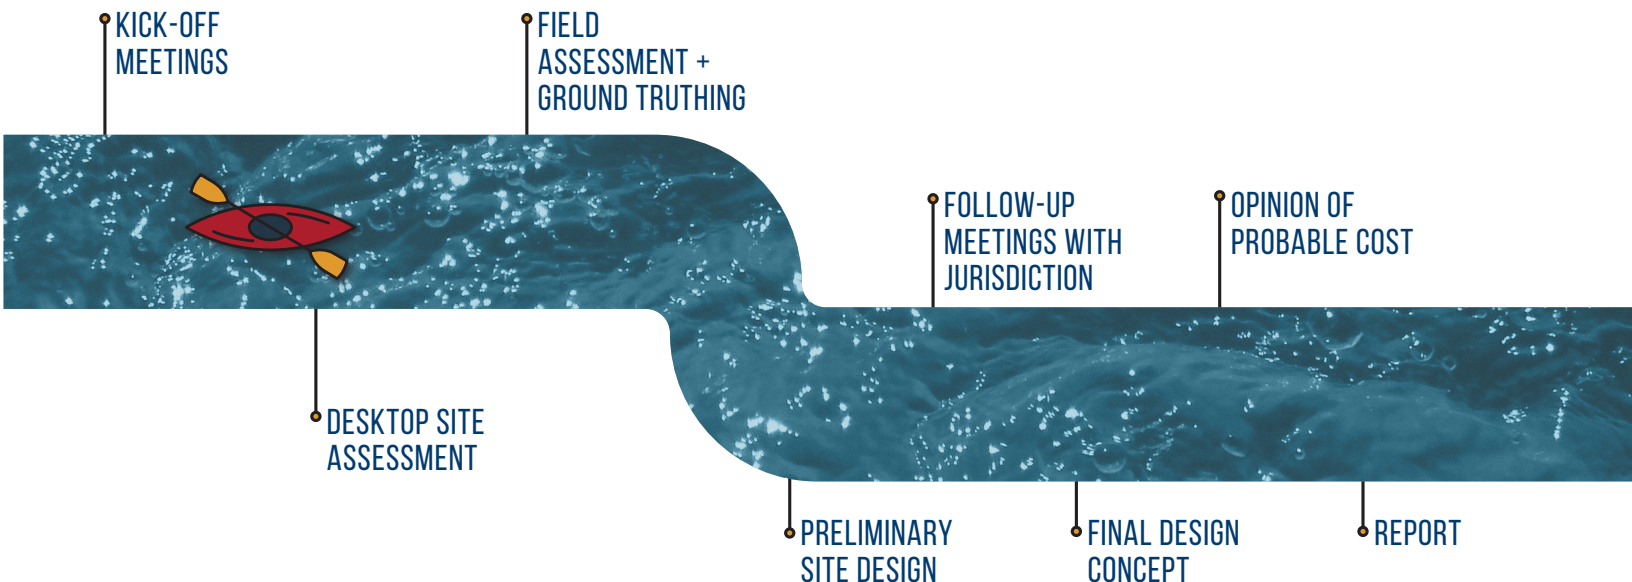 KICK-OFF
MEETINGS
DESKTOP SITE
ASSESSMENT
FIELD
ASSESSMENT +
GROUND TRUTHING
PRELIMINARY
SITE DESIGN
FOLLOW-UP
MEETINGS WITH
JURISDICTION
FINAL DESIGN
CONCEPT
OPINION OF
PROBABLE COST
REPORT